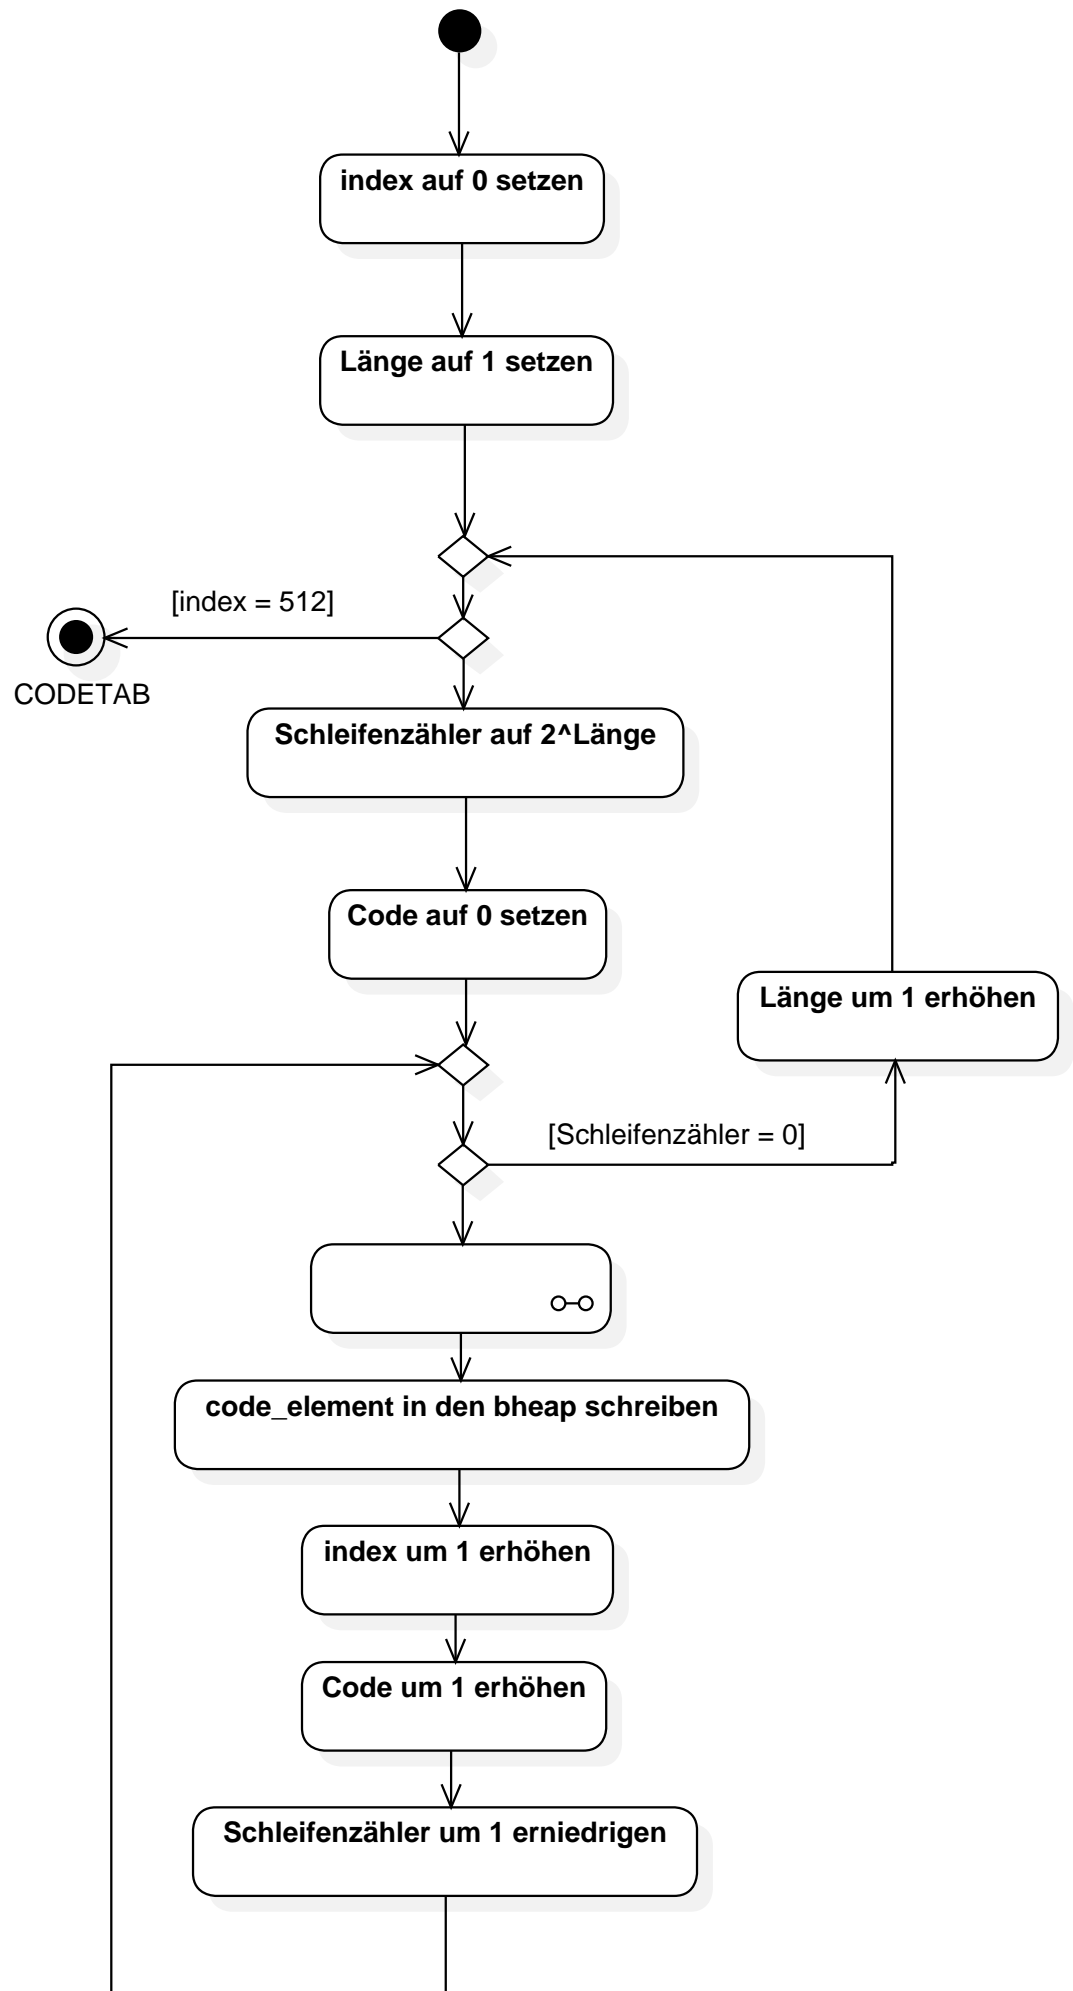 index auf 0 setzen
Länge auf 1 setzen
[index = 512]
CODETAB
Schleifenzähler auf 2^Länge
Code auf 0 setzen
Länge um 1 erhöhen
[Schleifenzähler = 0]
code_element in den bheap schreiben
index um 1 erhöhen
Code um 1 erhöhen
Schleifenzähler um 1 erniedrigen